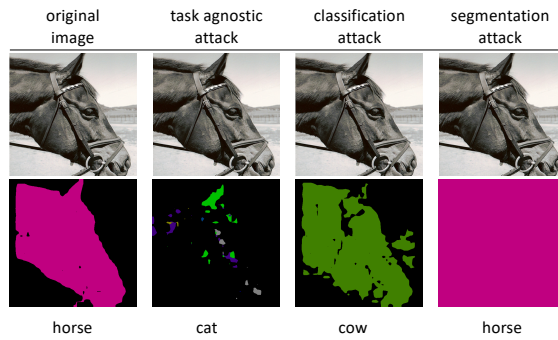 original task agnostic classification segmentation
image attack attack attack
horse cat cow horse